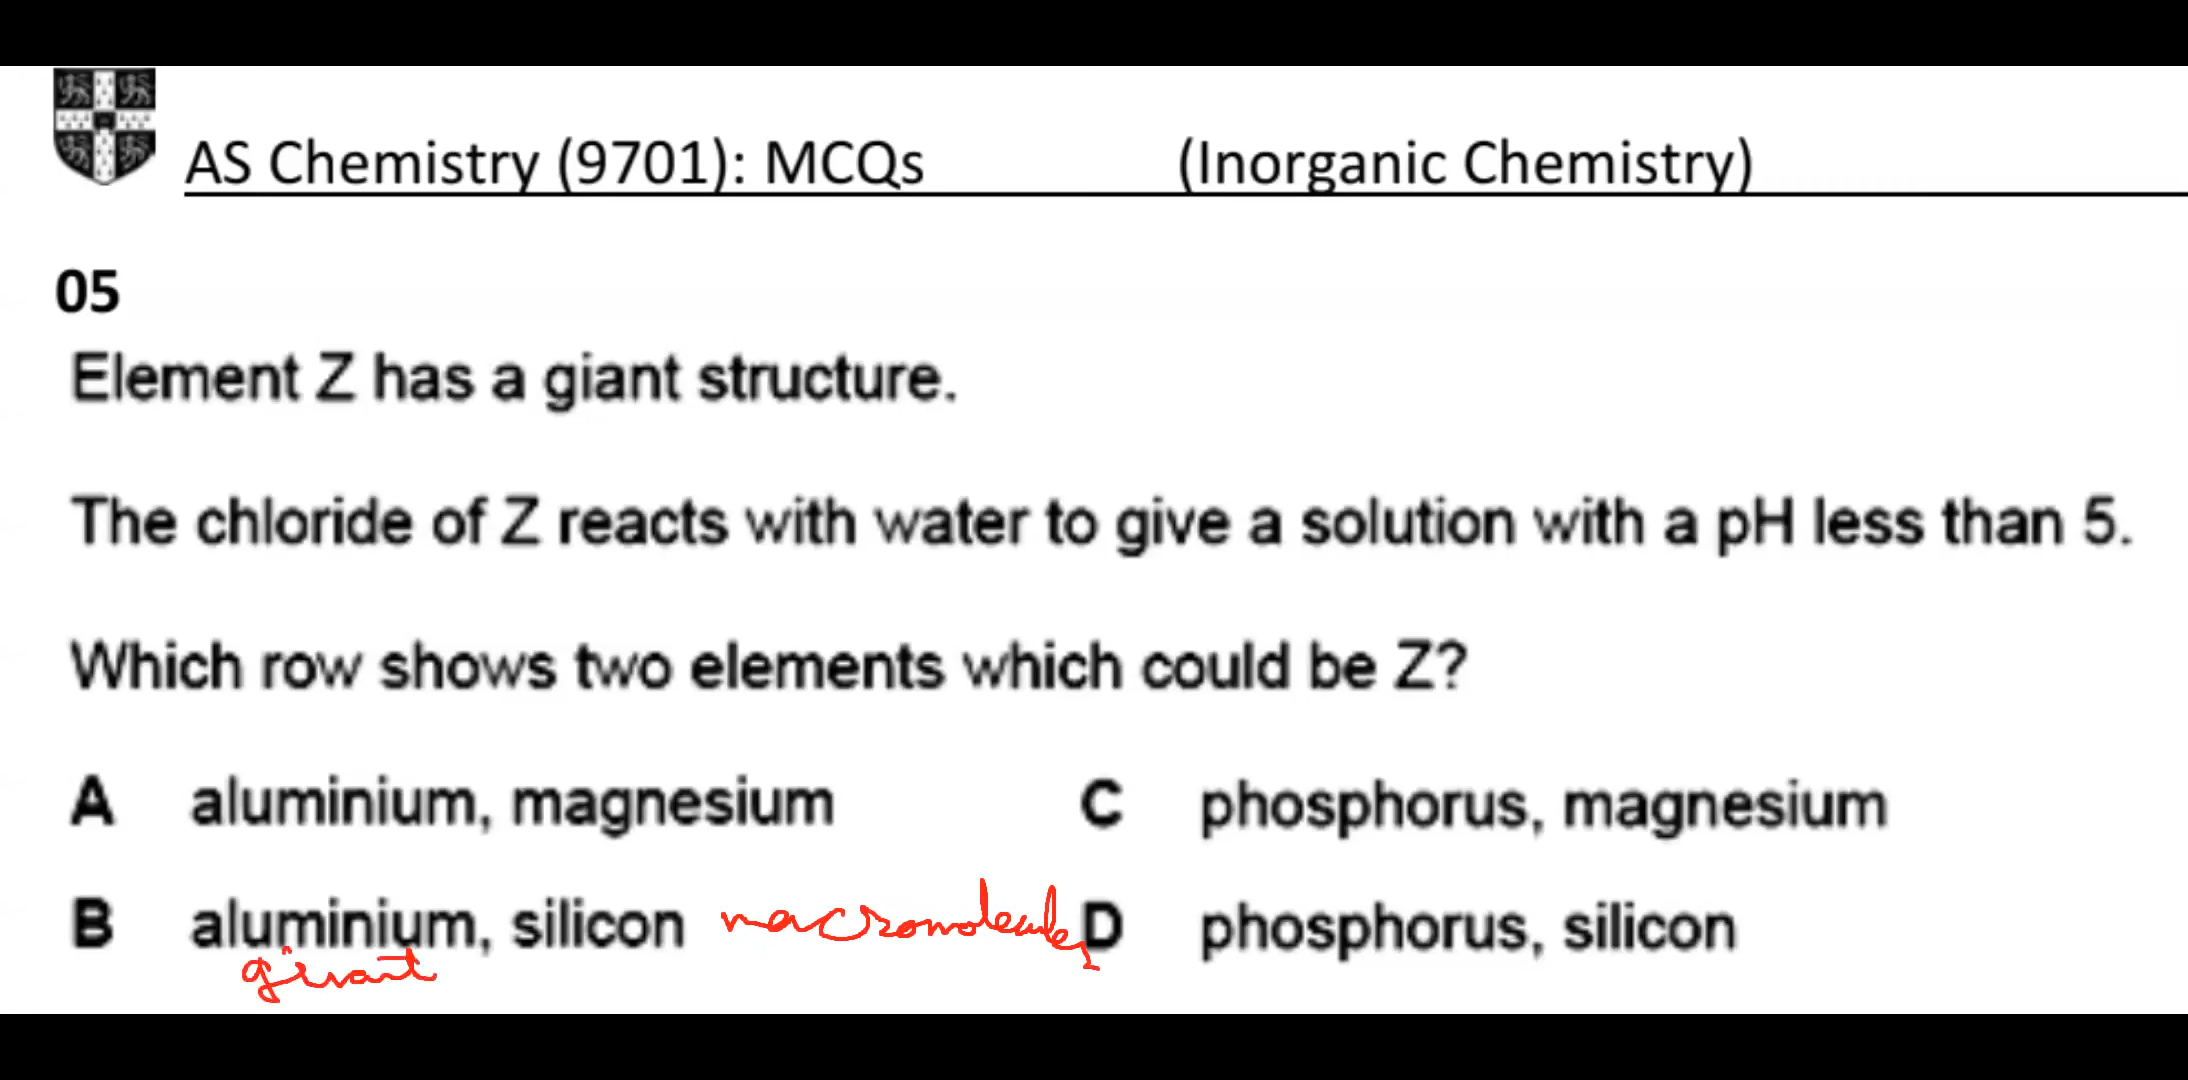 AS Chemistry (9701): MCQs (Inorganic Chemistry)
05
Element Z has a giant structure.
The chloride of Z reacts with water to give a solution with a pH less than 5.
Which row shows two elements which could be Z?
A aluminium, magnesium C phosphorus, magnesium
B aluminium, silicon macromolecules D phosphorus, silicon
giant